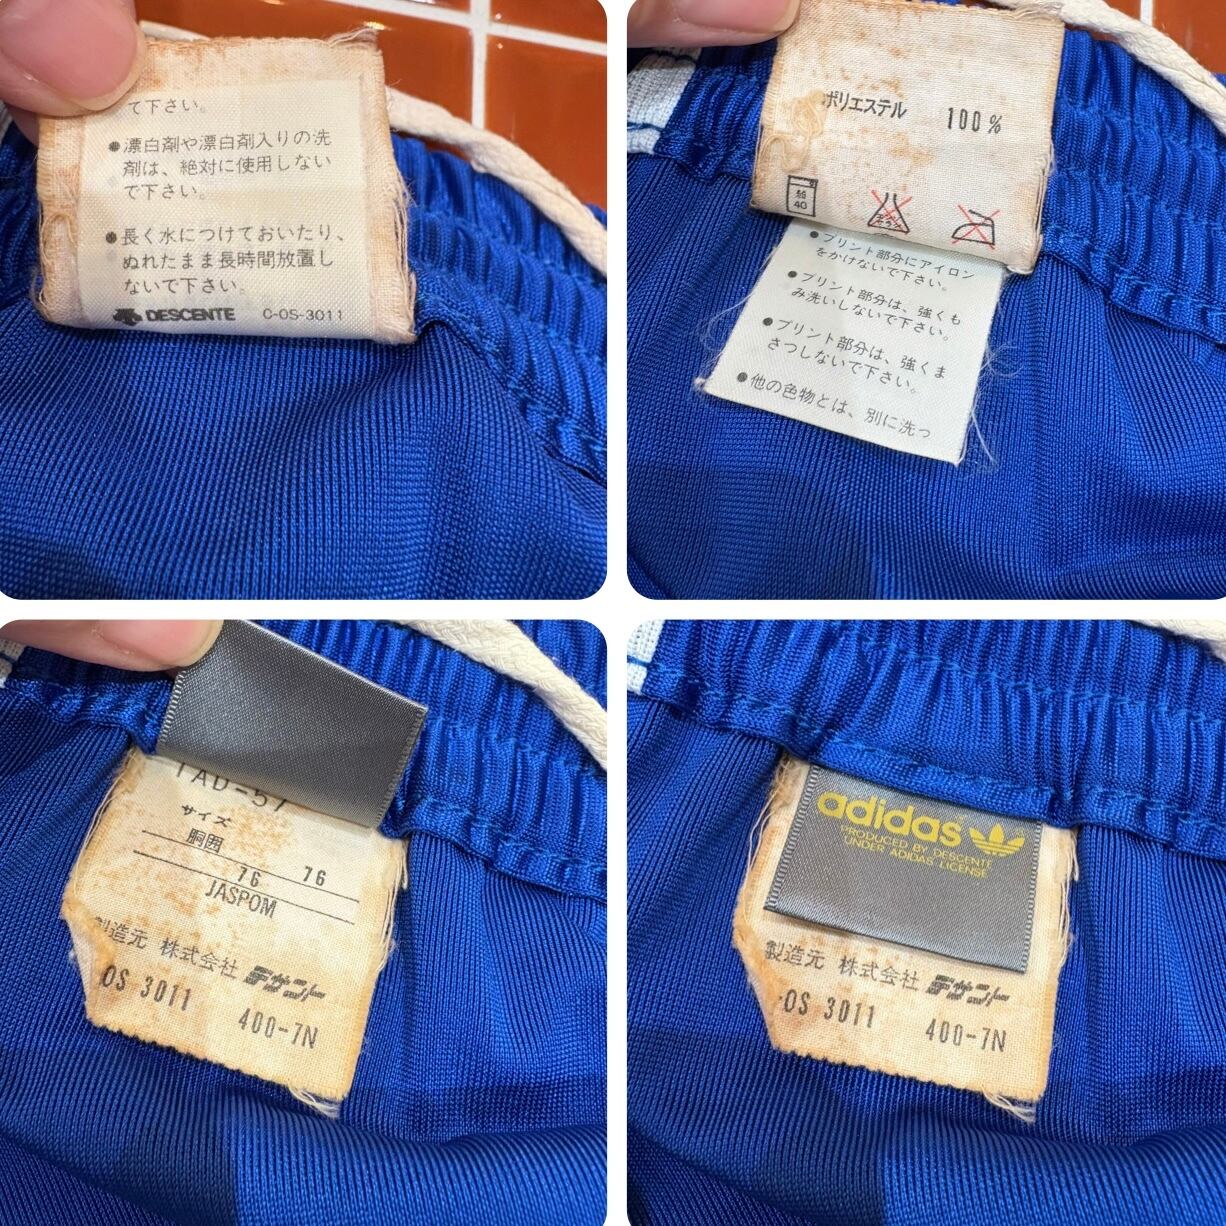 て下さい。
●漂白剤や漂白剤入りの洗
剤は、絶対に使用しない
で下さい。
●長く水につけておいたり、
ぬれたまま長時間放置し
ないで下さい。
DESCENTE C-OS-3011
ポリエステル 100%
40
●プリント部分にアイロン
をかけないで下さい。
●プリント部分は、強くも
み洗いしないで下さい。
●プリント部分は、強くま
さつしないで下さい。
●他の色物とは、別に洗っ
TAD-57
サイズ
胴囲
76 76
JASPOM
製造元 株式会社 デサント
OS 3011
400-7N
adidas
PRODUCED BY DESCENTE
UNDER ADIDAS LICENSE
製造元 株式会社 デサント
-OS 3011
400-7N